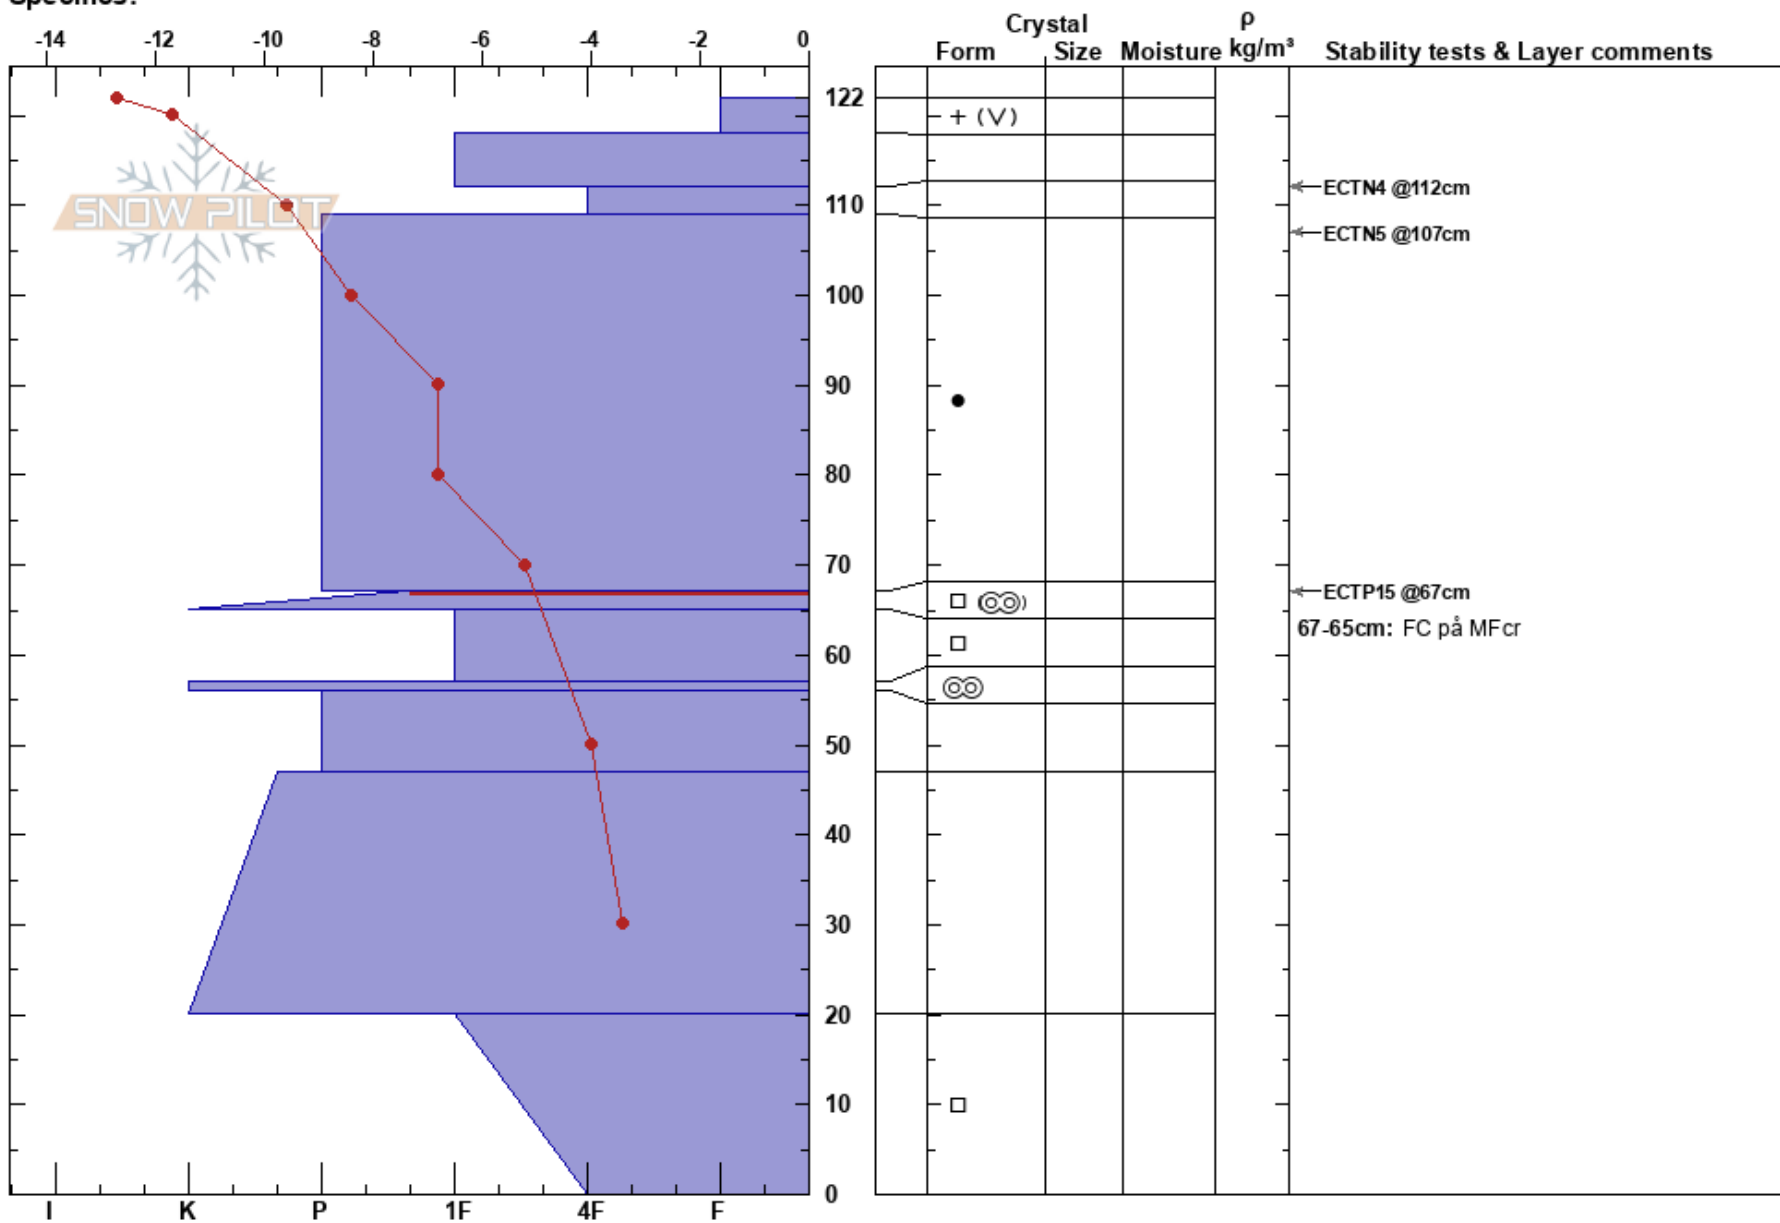 Specifics:
-14 -12 -10 -8 -6 -4 -2 0
Crystal
Form Size Moisture ρ kg/m³ Stability tests & Layer comments
122
+ (V)
SNOW PILOT
ECTN4 @112cm
110
ECTN5 @107cm
100
90
80
70
ECTP15 @67cm
67-65cm: FC på MFcr
60
50
40
30
20
10
0
I K P 1F 4F F